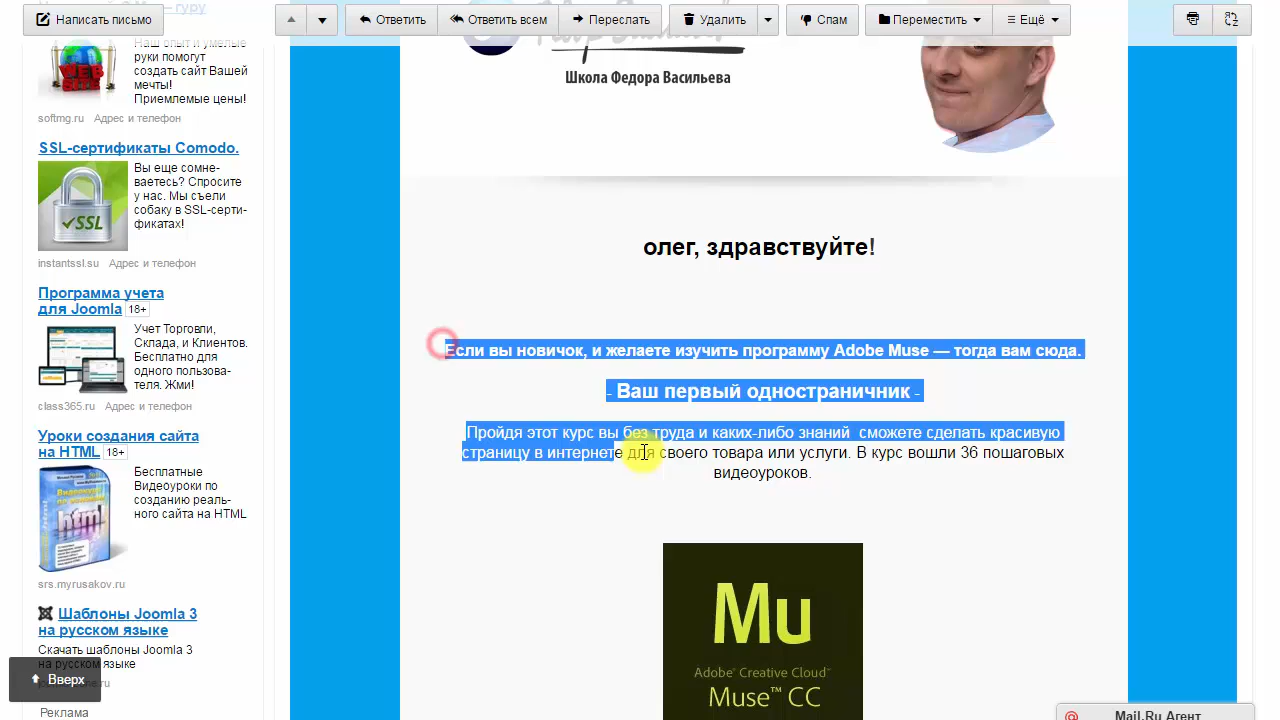 Написать письмо
Ответить
Ответить всем
Переслать
Удалить
Спам
Переместить
Ещё
гуру
Наш опыт и умелые
руки помогут
создать сайт Вашей
мечты!
Приемлемые цены!
WEB
SITE
softmg.ru Адрес и телефон
SSL-сертификаты Comodo.
Вы еще сомне-
ваетесь? Спросите
у нас. Мы съели
собаку в SSL-серти-
фикатах!
SSL
instantssl.su Адрес и телефон
Программа учета
для Joomla 18+
Учет Торговли,
Склада, и Клиентов.
Бесплатно для
одного пользова-
теля. Жми!
class365.ru Адрес и телефон
Уроки создания сайта
на HTML 18+
Бесплатные
Видеоуроки по
созданию реаль-
ного сайта на HTML
html
srs.myrusakov.ru
Шаблоны Joomla 3
на русском языке
Скачать шаблоны Joomla 3
на русском языке
Вверх
Реклама
Школа Федора Васильева
олег, здравствуйте!
Если вы новичок, и желаете изучить программу Adobe Muse — тогда вам сюда.
- Ваш первый одностраничник -
Пройдя этот курс вы без труда и каких-либо знаний сможете сделать красивую
страницу в интернете для своего товара или услуги. В курс вошли 36 пошаговых
видеоуроков.
Mu
Adobe® Creative Cloud™
Muse™ CC
Mail.Ru Агент